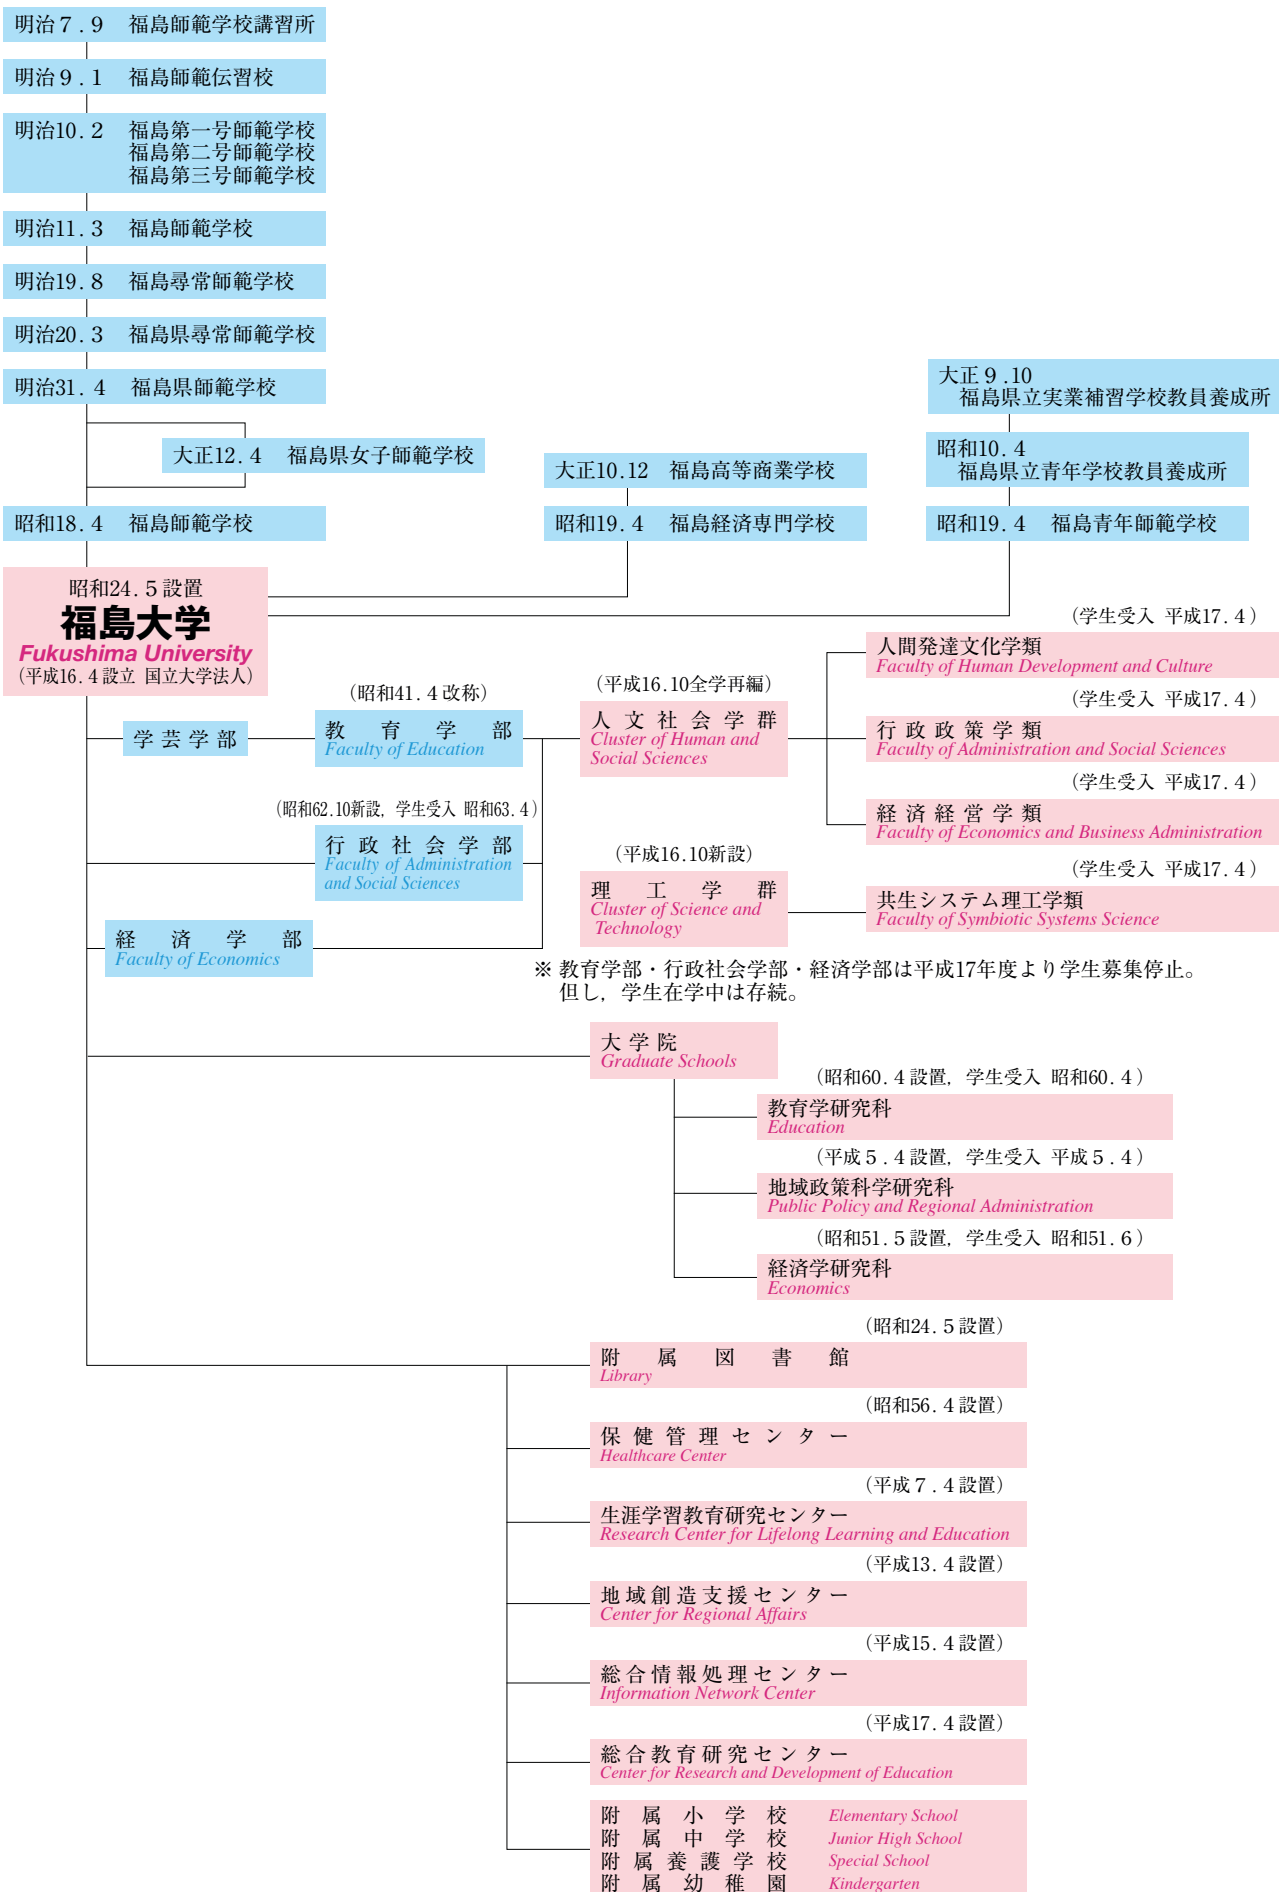 明治7.9 福島師範学校講習所
明治9.1 福島師範伝習校
明治10.2 福島第一号師範学校
福島第二号師範学校
福島第三号師範学校
明治11.3 福島師範学校
明治19.8 福島尋常師範学校
明治20.3 福島県尋常師範学校
明治31.4 福島県師範学校
大正12.4 福島県女子師範学校
昭和18.4 福島師範学校
大正10.12 福島高等商業学校
昭和19.4 福島経済専門学校
大正9.10
福島県立実業補習学校教員養成所
昭和10.4
福島県立青年学校教員養成所
昭和19.4 福島青年師範学校
昭和24.5設置
福島大学
Fukushima University
(平成16.4設立 国立大学法人)
学芸学部
(昭和41.4改称)
教育学部
Faculty of Education
(昭和62.10新設, 学生受入 昭和63.4)
行政社会学部
Faculty of Administration
and Social Sciences
経済学部
Faculty of Economics
(平成16.10全学再編)
人文社会学群
Cluster of Human and
Social Sciences
(平成16.10新設)
理工学群
Cluster of Science and
Technology
(学生受入 平成17.4)
人間発達文化学類
Faculty of Human Development and Culture
(学生受入 平成17.4)
行政政策学類
Faculty of Administration and Social Sciences
(学生受入 平成17.4)
経済経営学類
Faculty of Economics and Business Administration
(学生受入 平成17.4)
共生システム理工学類
Faculty of Symbiotic Systems Science
※ 教育学部・行政社会学部・経済学部は平成17年度より学生募集停止。
但し, 学生在学中は存続。
大学院
Graduate Schools
(昭和60.4設置, 学生受入 昭和60.4)
教育学研究科
Education
(平成5.4設置, 学生受入 平成5.4)
地域政策科学研究科
Public Policy and Regional Administration
(昭和51.5設置, 学生受入 昭和51.6)
経済学研究科
Economics
(昭和24.5設置)
附属図書館
Library
(昭和56.4設置)
保健管理センター
Healthcare Center
(平成7.4設置)
生涯学習教育研究センター
Research Center for Lifelong Learning and Education
(平成13.4設置)
地域創造支援センター
Center for Regional Affairs
(平成15.4設置)
総合情報処理センター
Information Network Center
(平成17.4設置)
総合教育研究センター
Center for Research and Development of Education
附属小学校 Elementary School
附属中学校 Junior High School
附属養護学校 Special School
附属幼稚園 Kindergarten